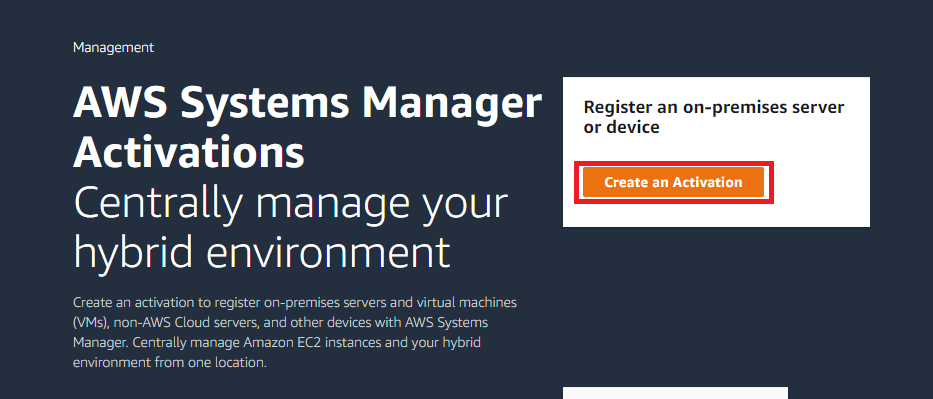 Management
AWS Systems Manager
Activations
Centrally manage your
hybrid environment
Create an activation to register on-premises servers and virtual machines
(VMs), non-AWS Cloud servers, and other devices with AWS Systems
Manager. Centrally manage Amazon EC2 instances and your hybrid
environment from one location.
Register an on-premises server
or device
Create an Activation